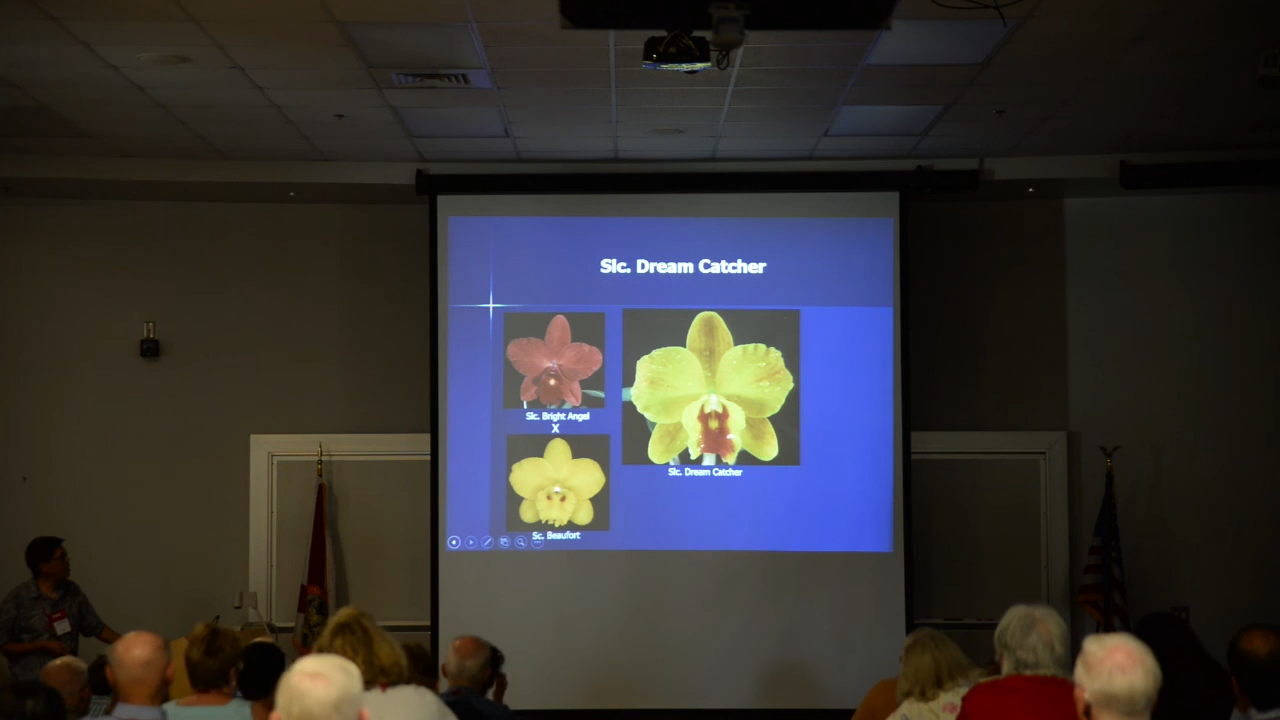 Slc. Dream Catcher
Slc. Bright Angel
X
Slc. Dream Catcher
Sc. Beaufort